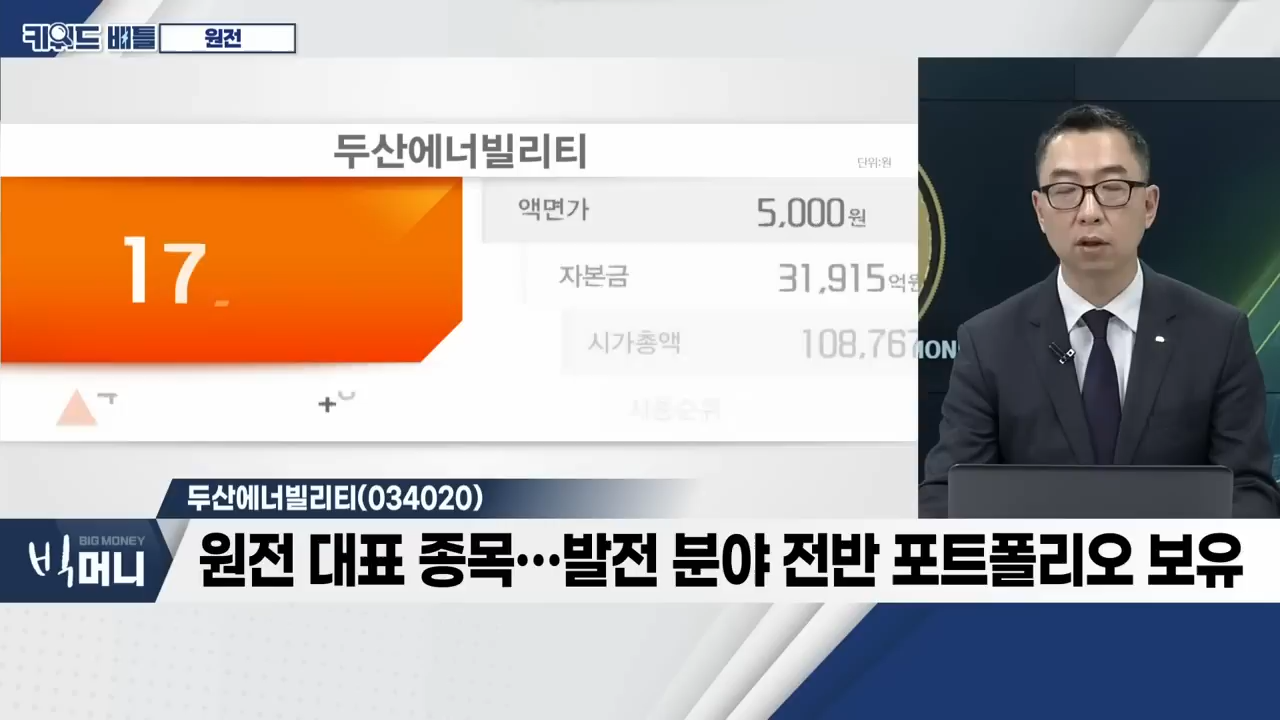 키워드 배틀 원전
두산에너빌리티
단위:원
17
액면가 5,000원
자본금 31,915억원
시가총액 108,767
+
두산에너빌리티(034020)
BIG MONEY
빅머니
원전 대표 종목…발전 분야 전반 포트폴리오 보유